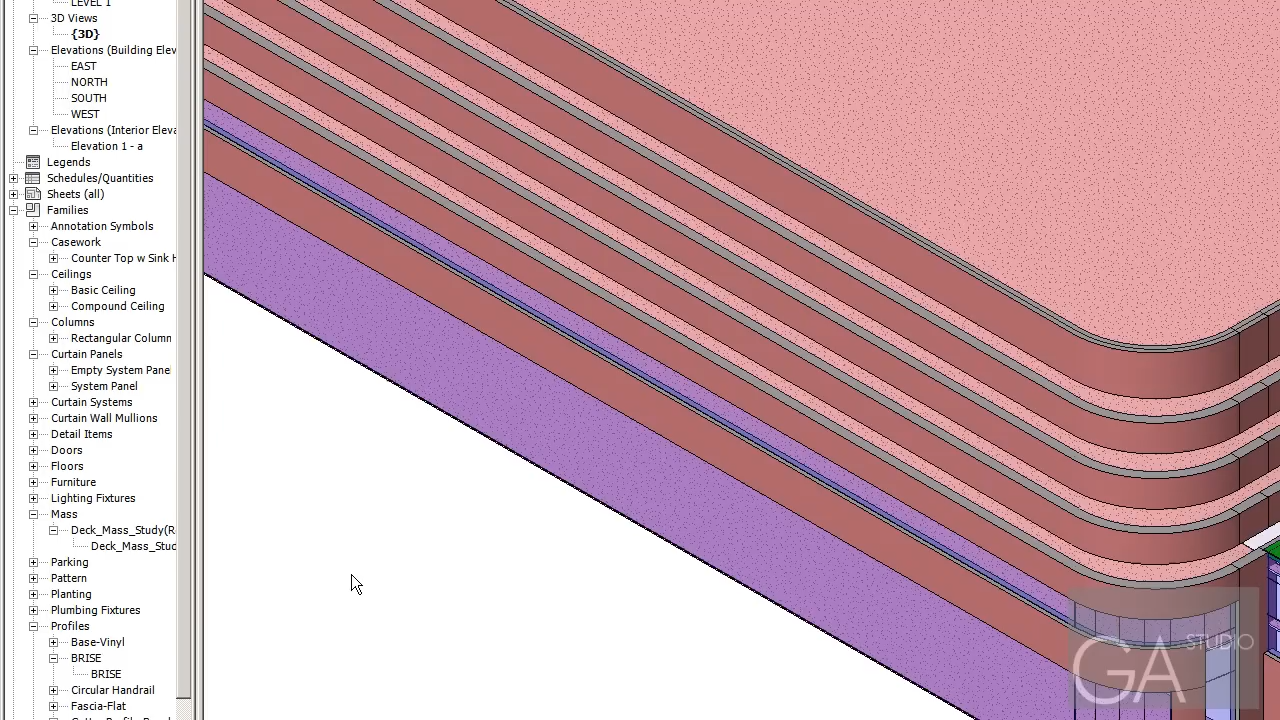 LEVEL 1
3D Views
{3D}
Elevations (Building Elev
EAST
NORTH
SOUTH
WEST
Elevations (Interior Eleva
Elevation 1 - a
Legends
Schedules/Quantities
Sheets (all)
Families
Annotation Symbols
Casework
Counter Top w Sink H
Ceilings
Basic Ceiling
Compound Ceiling
Columns
Rectangular Column
Curtain Panels
Empty System Panel
System Panel
Curtain Systems
Curtain Wall Mullions
Detail Items
Doors
Floors
Furniture
Lighting Fixtures
Mass
Deck_Mass_Study(R
Deck_Mass_Stud
Parking
Pattern
Planting
Plumbing Fixtures
Profiles
Base-Vinyl
BRISE
BRISE
Circular Handrail
Fascia-Flat
GA STUDIO